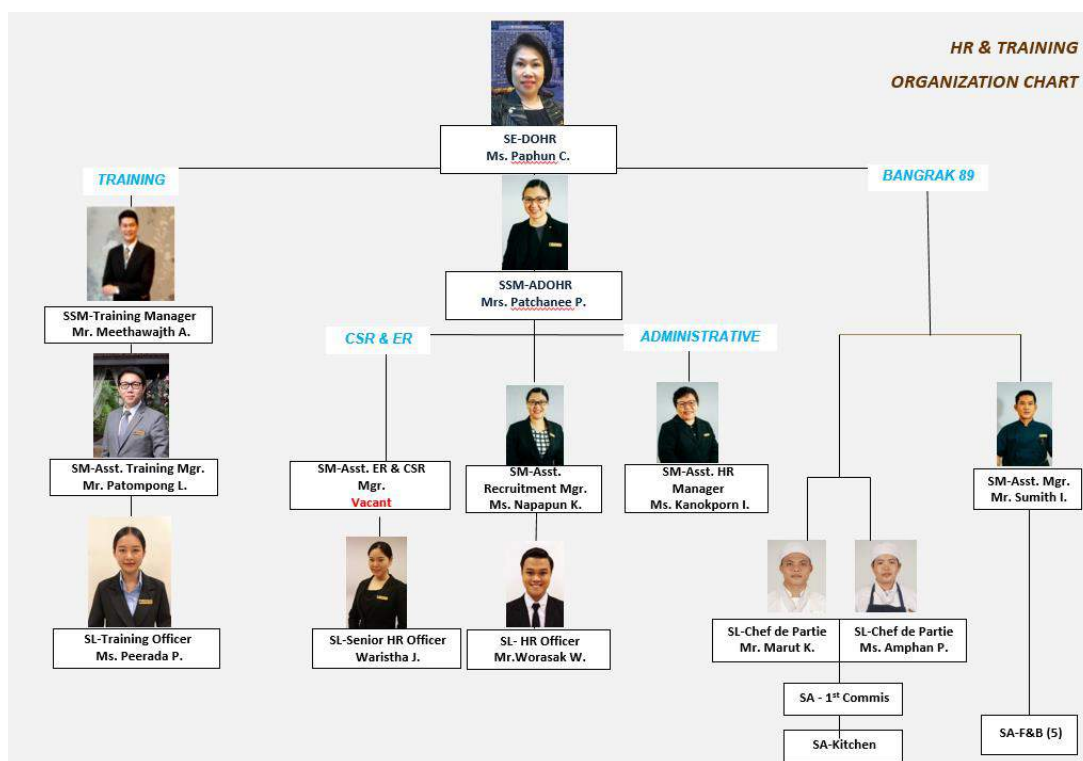 HR & TRAINING
ORGANIZATION CHART
SE-DOHR
Ms. Paphun C.
TRAINING
BANGRAK 89
SSM-ADOHR
Mrs. Patchanee P.
SSM-Training Manager
Mr. Meethawajth A.
CSR & ER
ADMINISTRATIVE
SM-Asst. Training Mgr.
Mr. Patompong L.
SM-Asst. ER & CSR
Mgr.
Vacant
SM-Asst.
Recruitment Mgr.
Ms. Napapun K.
SM-Asst. HR
Manager
Ms. Kanokporn I.
SM-Asst. Mgr.
Mr. Sumith I.
SL-Training Officer
Ms. Peerada P.
SL-Senior HR Officer
Waristha J.
SL- HR Officer
Mr.Worasak W.
SL-Chef de Partie
Mr. Marut K.
SL-Chef de Partie
Ms. Amphan P.
SA - 1st Commis
SA-Kitchen
SA-F&B (5)